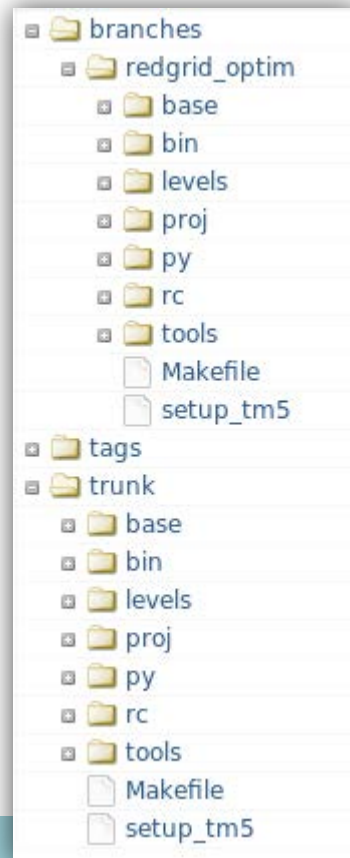 branches
redgrid_optim
base
bin
levels
proj
py
rc
tools
Makefile
setup_tm5
tags
trunk
base
bin
levels
proj
py
rc
tools
Makefile
setup_tm5